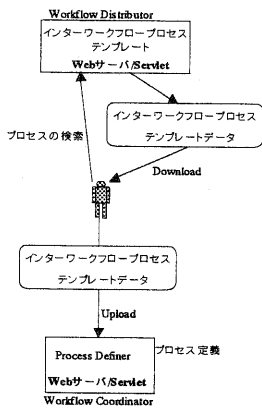 Workflow Distributor
インターワークフロープロセス
テンプレート
Webサーバ/Servlet
インターワークフロープロセス
テンプレートデータ
プロセスの検索
Download
インターワークフロープロセス
テンプレートデータ
Upload
Process Definer
プロセス定義
Webサーバ/Servlet
Workflow Coordinator